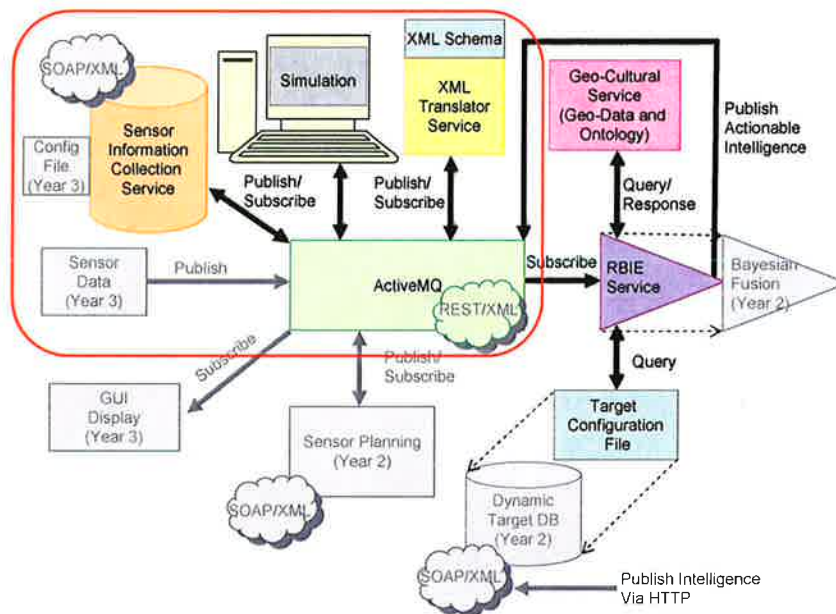 SOAP/XML
Sensor
Information
Collection
Service
Config
File
(Year 3)
Simulation
XML Schema
XML
Translator
Service
Geo-Cultural
Service
(Geo-Data and
Ontology)
Publish
Actionable
Intelligence
Publish/
Subscribe
Publish/
Subscribe
Query/
Response
Sensor
Data
(Year 3)
Publish
ActiveMQ
REST/XML
Subscribe
RBIE
Service
Bayesian
Fusion
(Year 2)
Subscribe
Publish/
Subscribe
Query
GUI
Display
(Year 3)
Sensor Planning
(Year 2)
SOAP/XML
Target
Configuration
File
Dynamic
Target DB
(Year 2)
SOAP/XML
Publish Intelligence
Via HTTP